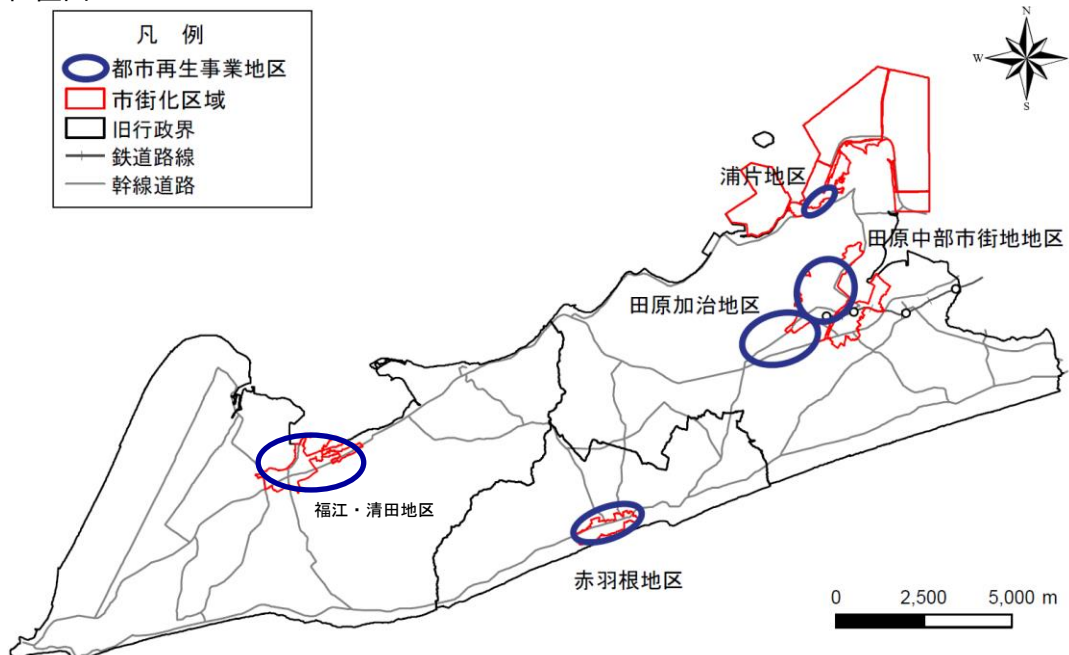 凡 例
都市再生事業地区
市街化区域
旧行政界
鉄道路線
幹線道路
N
W
S
浦片地区
田原中部市街地地区
田原加治地区
福江・清田地区
赤羽根地区
0 2,500 5,000 m